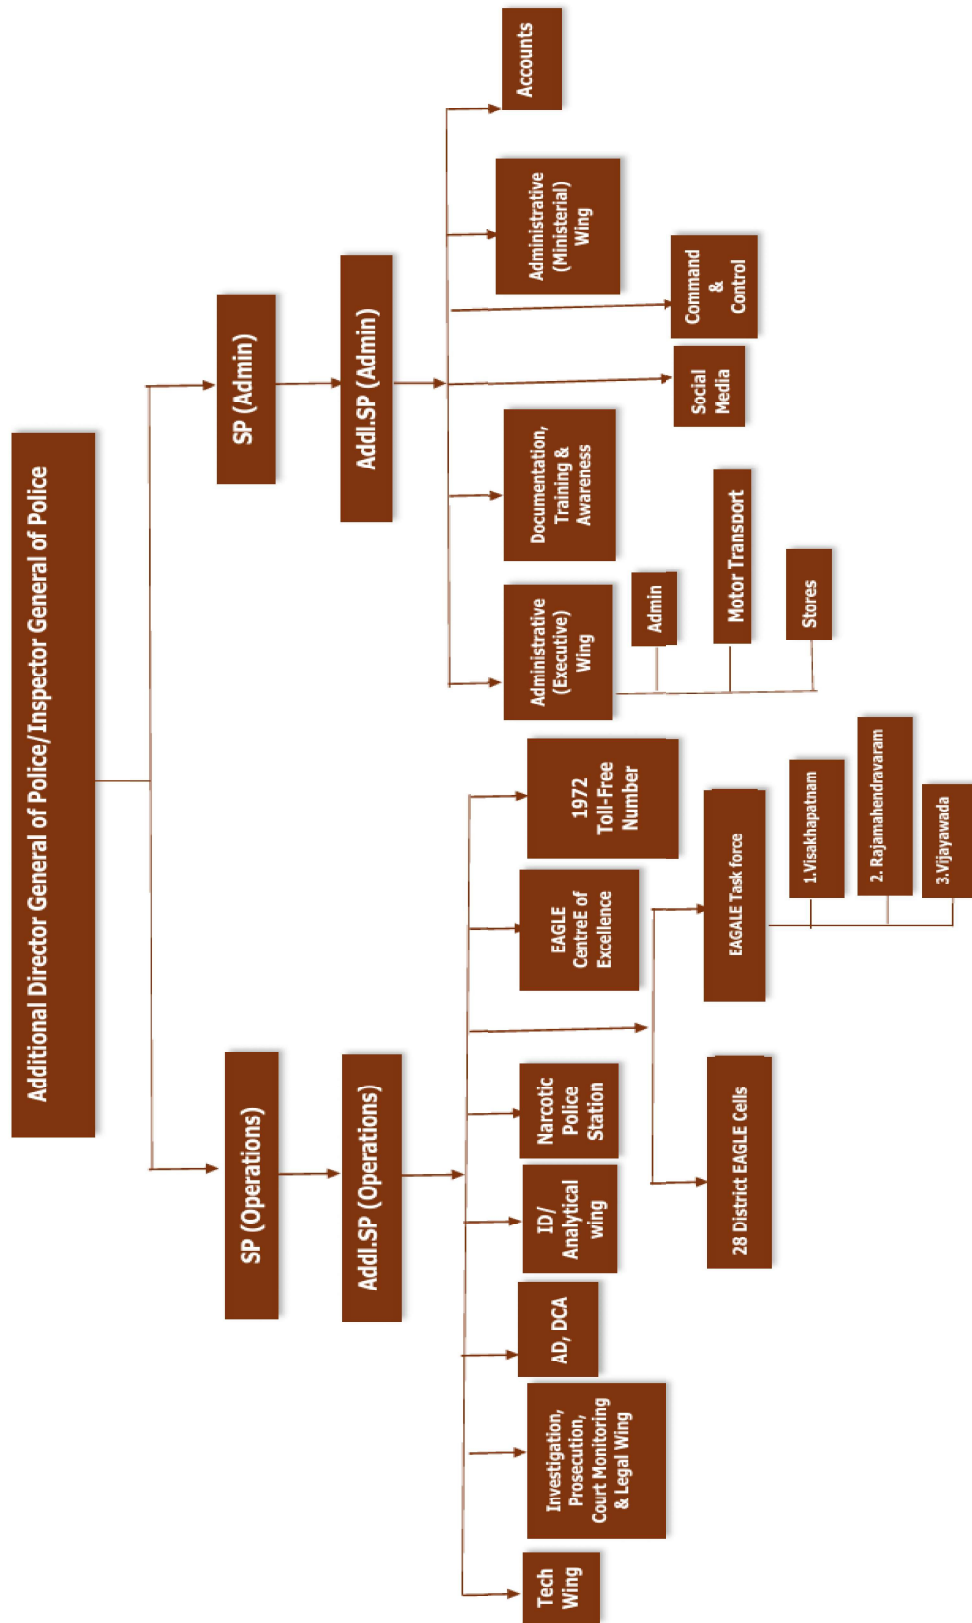 Additional Director General of Police/Inspector General of Police
SP (Operations)
SP (Admin)
Addl.SP (Operations)
Addl.SP (Admin)
Tech
Wing
Investigation,
Prosecution,
Court Monitoring
& Legal Wing
AD, DCA
ID/
Analytical
wing
Narcotic
Police
Station
EAGLE
CentreE of
Excellence
1972
Toll-Free
Number
28 District EAGLE Cells
EAGALE Task force
1.Visakhapatnam
2. Rajamahendravaram
3.Vijayawada
Administrative
(Executive)
Wing
Admin
Motor Transport
Stores
Documentation,
Training &
Awareness
Social
Media
Command
&
Control
Administrative
(Ministerial)
Wing
Accounts